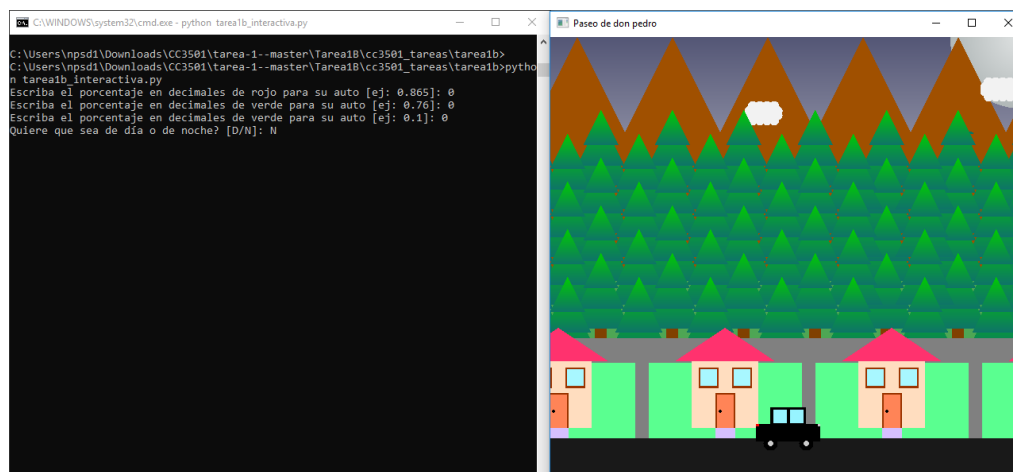 C:\WINDOWS\system32\cmd.exe - python tarea1b_interactiva.py
C:\Users\npsd1\Downloads\CC3501\tarea-1--master\Tarea1B\cc3501_tareas\tarea1b>
C:\Users\npsd1\Downloads\CC3501\tarea-1--master\Tarea1B\cc3501_tareas\tarea1b>pytho
n tarea1b_interactiva.py
Escriba el porcentaje en decimales de rojo para su auto [ej: 0.865]: 0
Escriba el porcentaje en decimales de verde para su auto [ej: 0.76]: 0
Escriba el porcentaje en decimales de verde para su auto [ej: 0.1]: 0
Quiere que sea de día o de noche? [D/N]: N
Paseo de don pedro